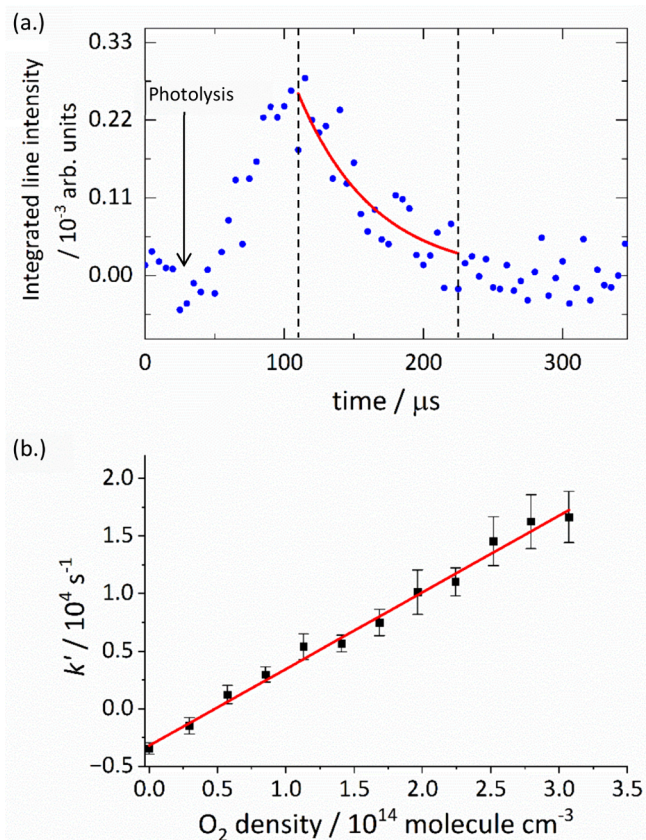 (a.)
Integrated line intensity
/ 10⁻³ arb. units
0.33
0.22
0.11
0.00
Photolysis
0
100
200
300
time / μs
(b.)
k' / 10⁴ s⁻¹
2.0
1.5
1.0
0.5
0.0
−0.5
0.0
0.5
1.0
1.5
2.0
2.5
3.0
3.5
O₂ density / 10¹⁴ molecule cm⁻³